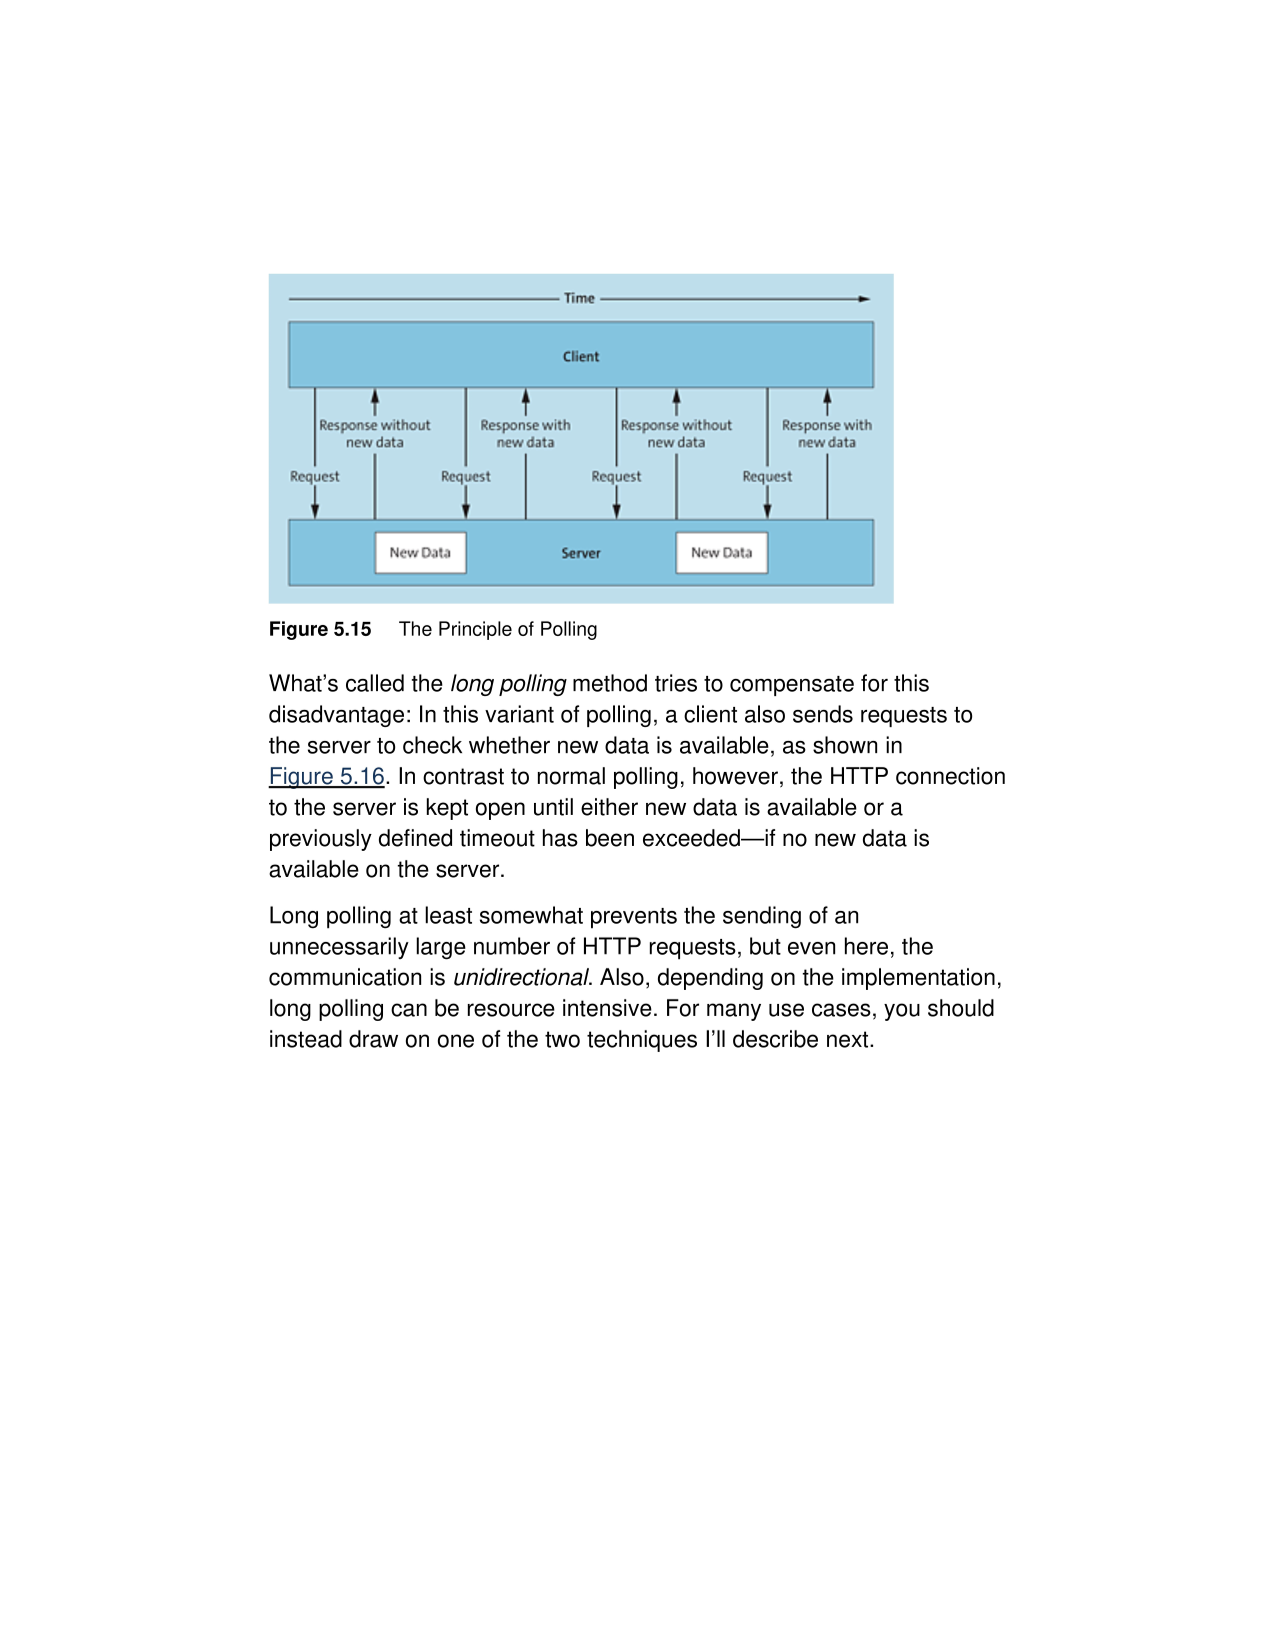 Time
Client
Response without
new data
Response with
new data
Response without
new data
Response with
new data
Request
Request
Request
Request
New Data
Server
New Data
Figure 5.15 The Principle of Polling
What’s called the long polling method tries to compensate for this
disadvantage: In this variant of polling, a client also sends requests to
the server to check whether new data is available, as shown in
Figure 5.16. In contrast to normal polling, however, the HTTP connection
to the server is kept open until either new data is available or a
previously defined timeout has been exceeded—if no new data is
available on the server.
Long polling at least somewhat prevents the sending of an
unnecessarily large number of HTTP requests, but even here, the
communication is unidirectional. Also, depending on the implementation,
long polling can be resource intensive. For many use cases, you should
instead draw on one of the two techniques I’ll describe next.